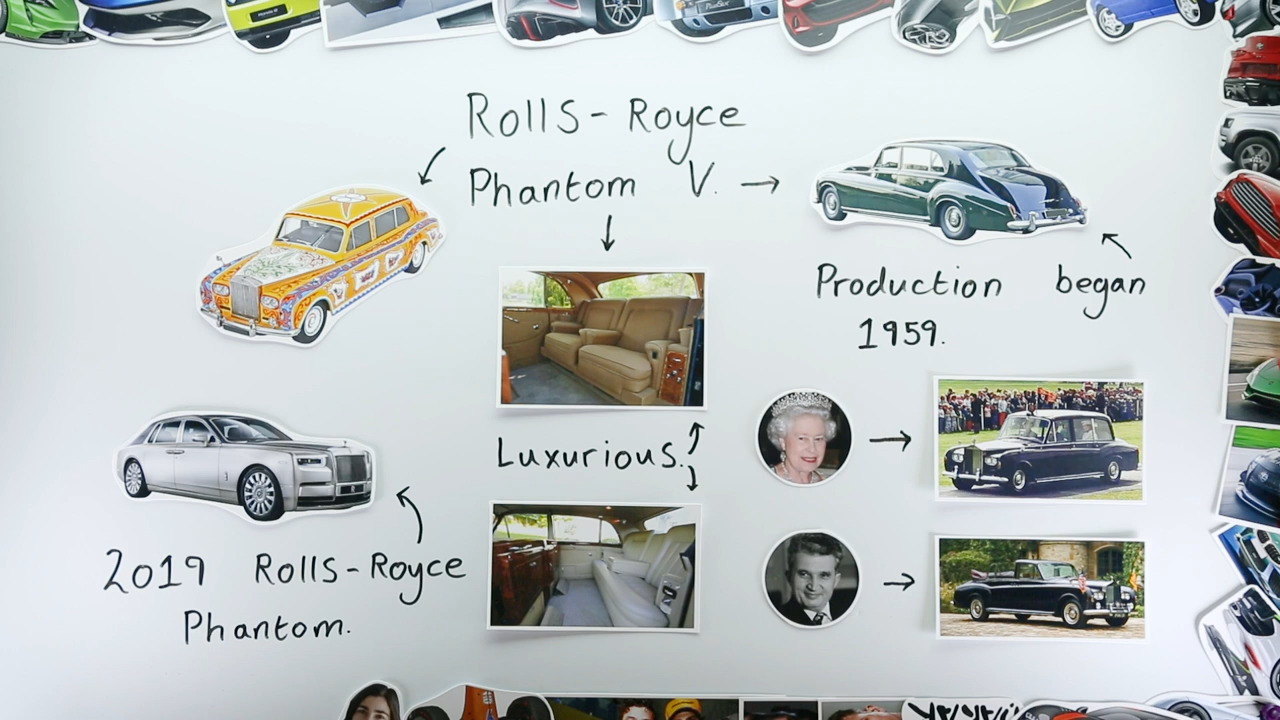 Rolls-Royce
Phantom V.
Production began
1959.
Luxurious.
2019 Rolls-Royce
Phantom.